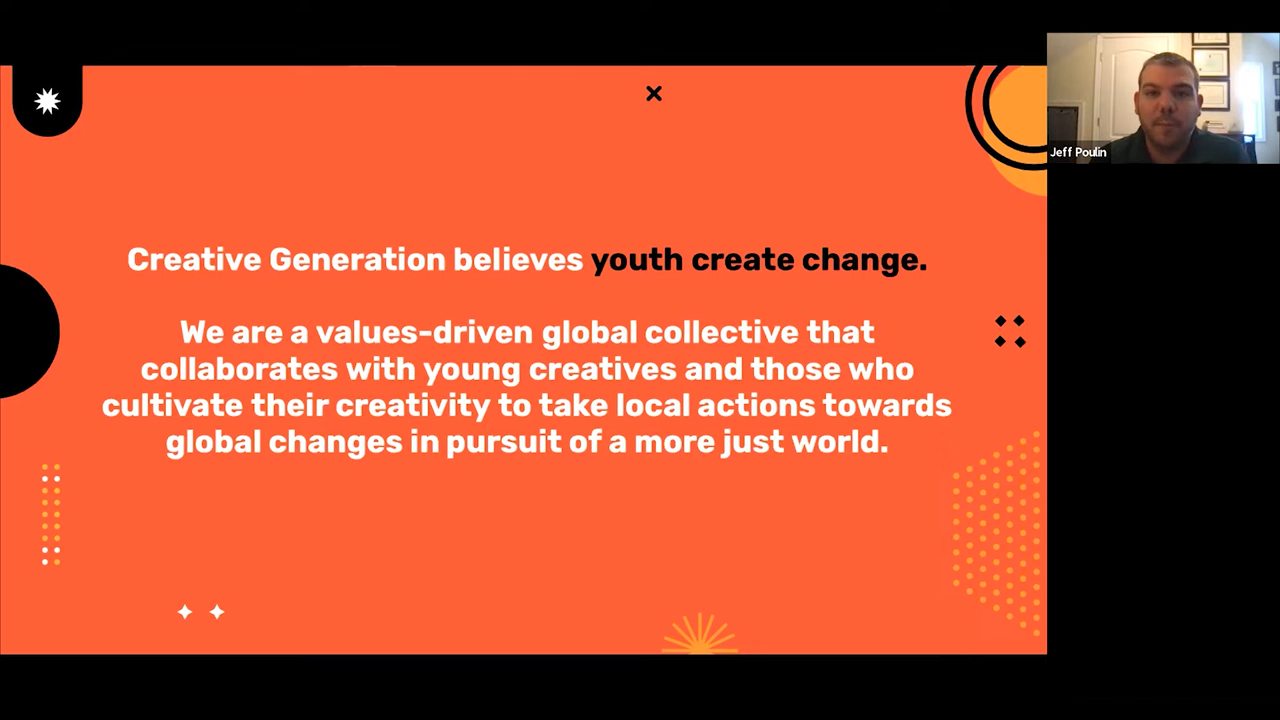 Creative Generation believes youth create change.
We are a values-driven global collective that
collaborates with young creatives and those who
cultivate their creativity to take local actions towards
global changes in pursuit of a more just world.
Jeff Poulin